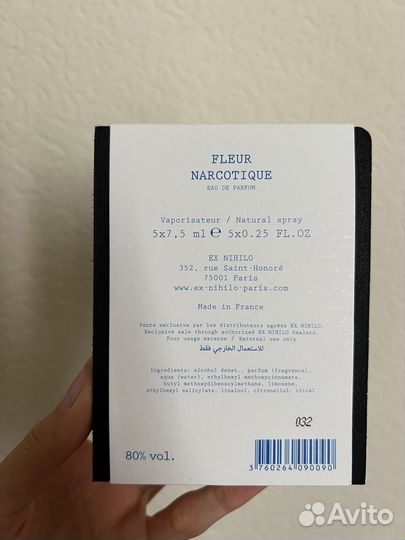 FLEUR
NARCOTIQUE
EAU DE PARFUM
Vaporisateur / Natural spray
5x7.5 ml ℮ 5x0.25 FL.OZ
EX NIHILO
352, rue Saint-Honoré
75001 Paris
www.ex-nihilo-paris.com
Made in France
Vente exclusive par les distributeurs agréés EX NIHILO.
Exclusive sale through authorized EX NIHILO dealers.
Pour usage externe / External use only
للاستعمال الخارجي فقط
Ingredients: alcohol denat., parfum (fragrance),
aqua (water), ethylhexyl methoxycinnamate,
butyl methoxydibenzoylmethane, limonene,
ethylhexyl salicylate, linalool, citronellol, citral
032
80% vol.
3 760264 090090
Avito